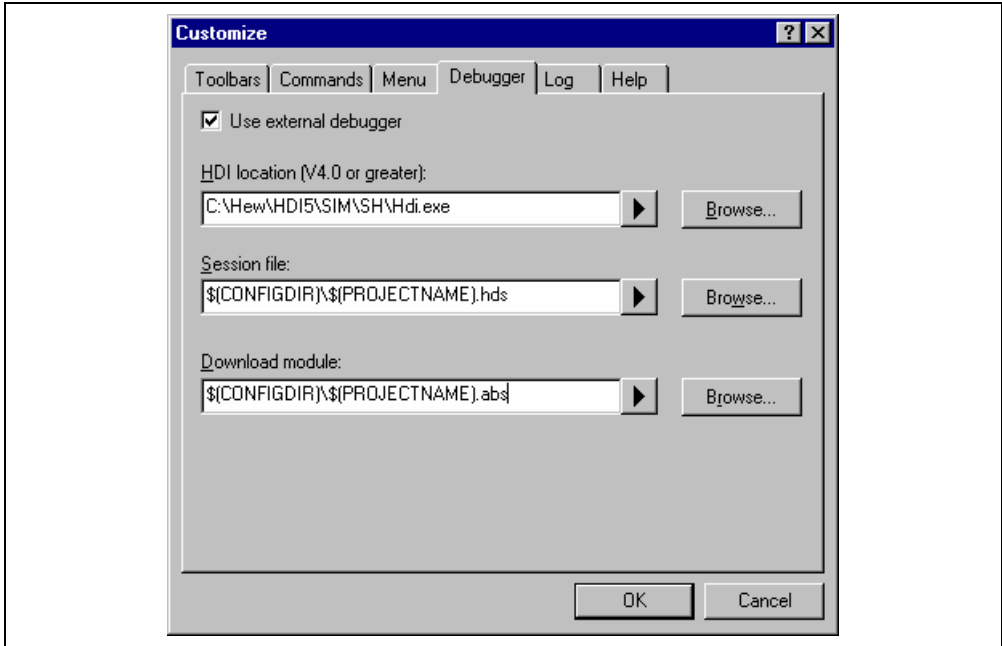 Customize
Toolbars Commands Menu Debugger Log Help
Use external debugger
HDI location (V4.0 or greater):
C:\Hew\HDI5\SIM\SH\Hdi.exe Browse...
Session file:
$(CONFIGDIR)\$(PROJECTNAME).hds Browse...
Download module:
$(CONFIGDIR)\$(PROJECTNAME).abs Browse...
OK Cancel